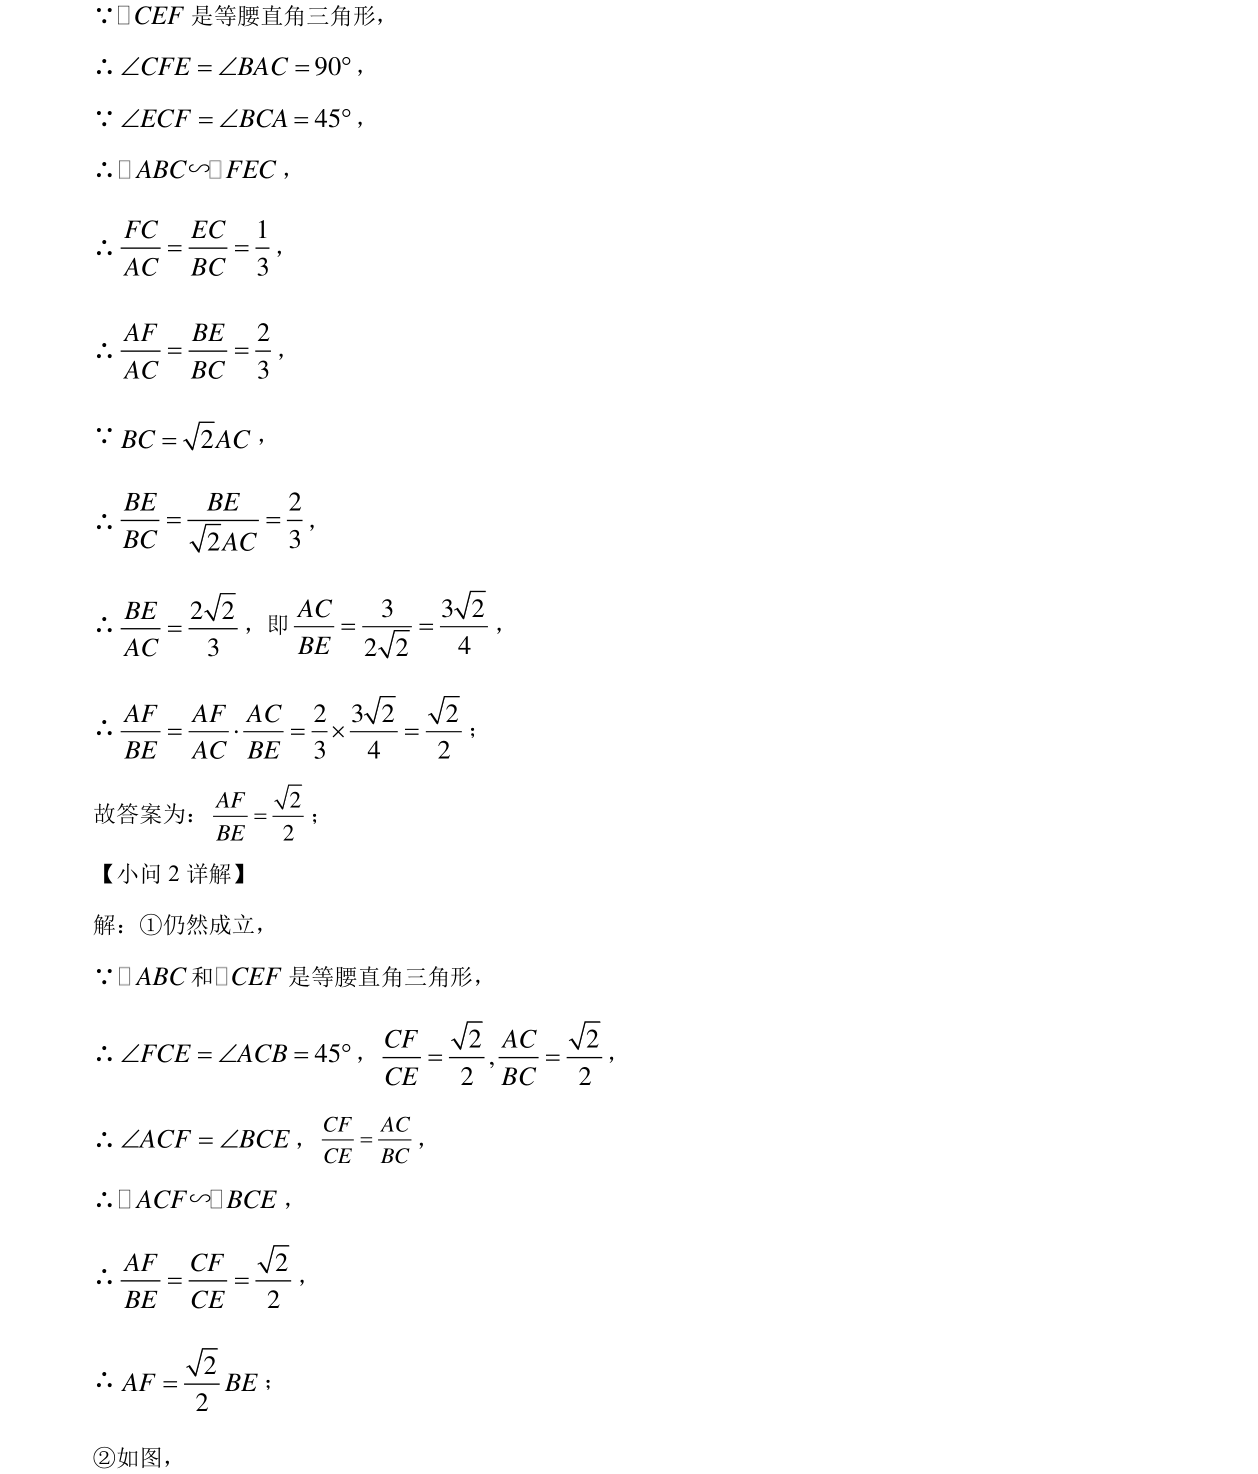 ∵□CEF 是等腰直角三角形，
∴∠CFE = ∠BAC = 90°，
∵∠ECF = ∠BCA = 45°，
∴□ABC∽□FEC，
∴FC/AC = EC/BC = 1/3，
∴AF/AC = BE/BC = 2/3，
∵BC = √2AC，
∴BE/BC = BE/(√2AC) = 2/3，
∴BE/AC = 2√2/3，即 AC/BE = 3/(2√2) = 3√2/4，
∴AF/BE = AF/AC · AC/BE = 2/3 × 3√2/4 = √2/2；
故答案为：AF/BE = √2/2；
【小问 2 详解】
解：①仍然成立，
∵□ABC 和□CEF 是等腰直角三角形，
∴∠FCE = ∠ACB = 45°，CF/CE = √2/2, AC/BC = √2/2，
∴∠ACF = ∠BCE，CF/CE = AC/BC，
∴□ACF∽□BCE，
∴AF/BE = CF/CE = √2/2，
∴AF = √2/2 BE；
②如图，